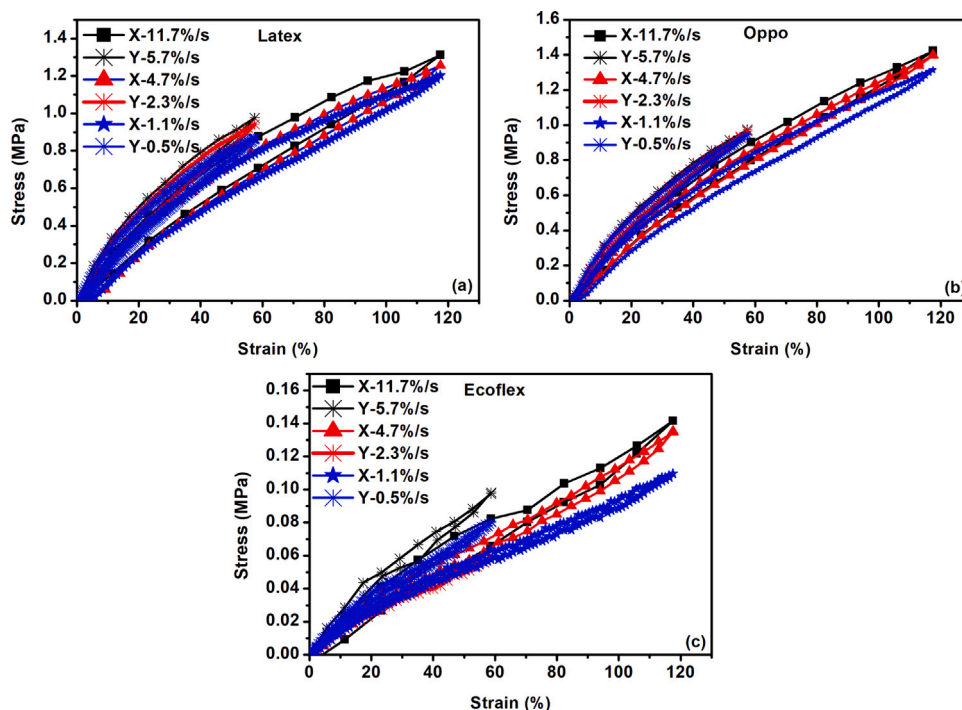 Latex
X-11.7%/s
Y-5.7%/s
X-4.7%/s
Y-2.3%/s
X-1.1%/s
Y-0.5%/s
1.6
1.4
1.2
1.0
0.8
0.6
0.4
0.2
0.0
Stress (MPa)
0 20 40 60 80 100 120
Strain (%)
(a)
Oppo
X-11.7%/s
Y-5.7%/s
X-4.7%/s
Y-2.3%/s
X-1.1%/s
Y-0.5%/s
1.6
1.4
1.2
1.0
0.8
0.6
0.4
0.2
0.0
Stress (MPa)
0 20 40 60 80 100 120
Strain (%)
(b)
Ecoflex
X-11.7%/s
Y-5.7%/s
X-4.7%/s
Y-2.3%/s
X-1.1%/s
Y-0.5%/s
0.16
0.14
0.12
0.10
0.08
0.06
0.04
0.02
0.00
Stress (MPa)
0 20 40 60 80 100 120
Strain (%)
(c)